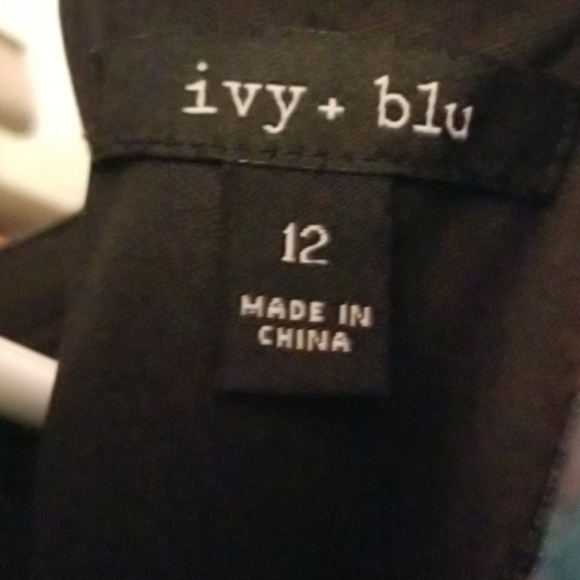 ivy + blu
12
MADE IN
CHINA